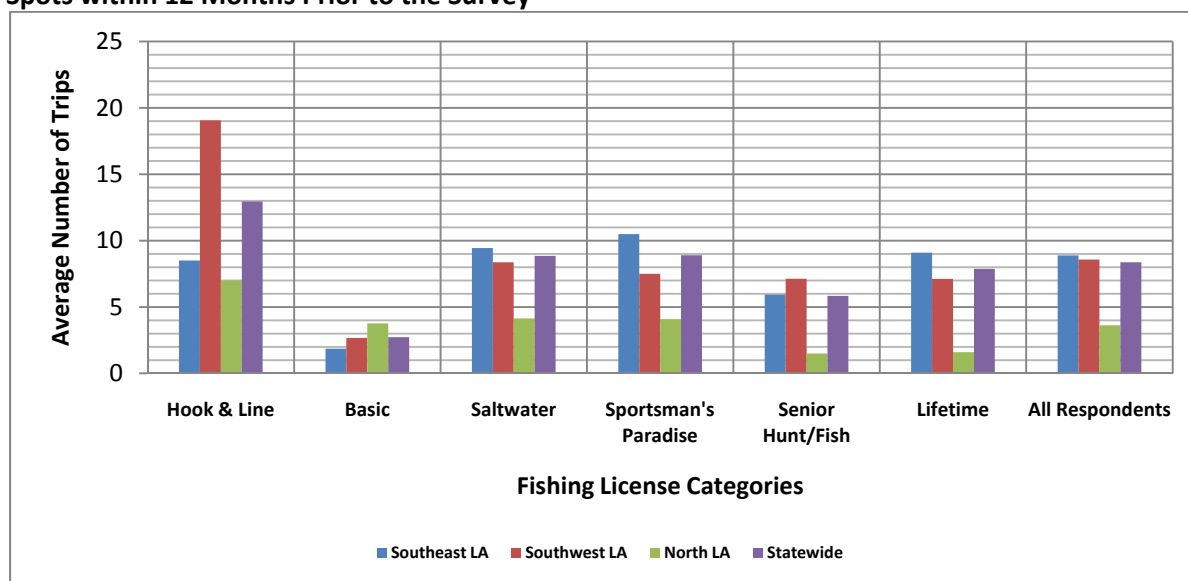 Spots within 12 Months Prior to the Survey
25
20
15
10
5
0
Average Number of Trips
Hook & Line
Basic
Saltwater
Sportsman's
Paradise
Senior
Hunt/Fish
Lifetime
All Respondents
Fishing License Categories
Southeast LA
Southwest LA
North LA
Statewide